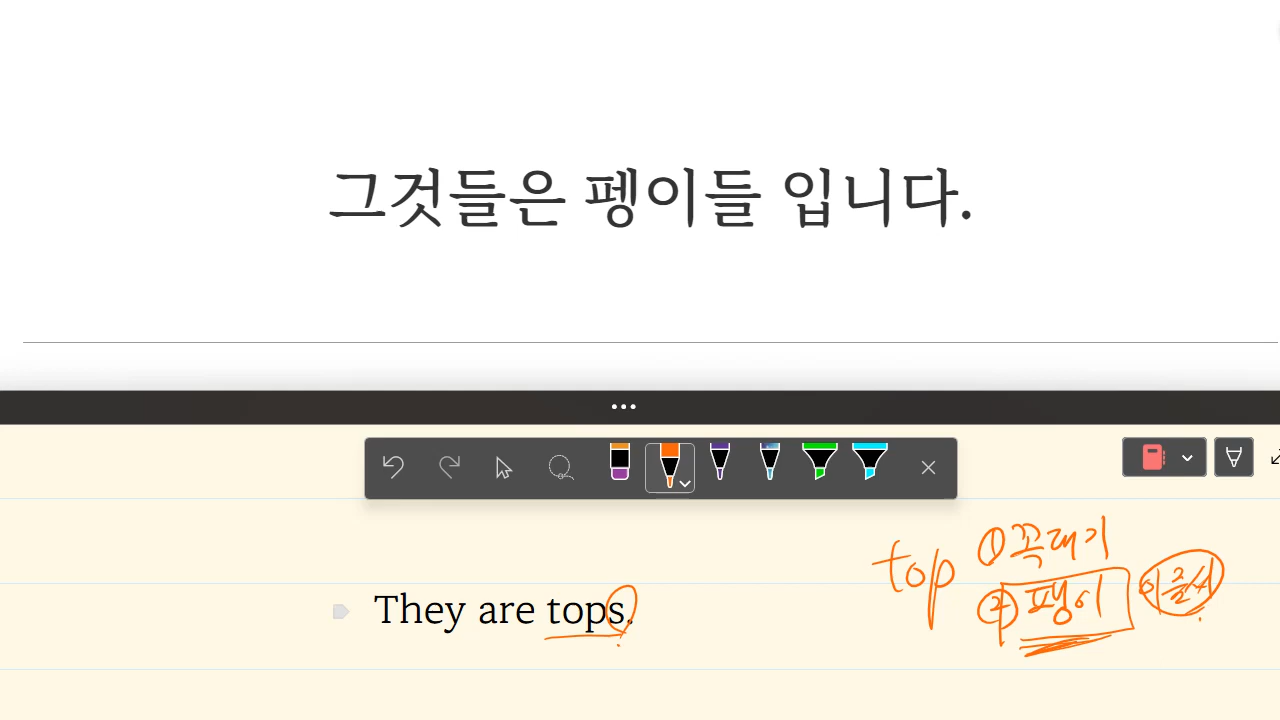 그것들은 펭이들 입니다.
They are tops.
top ① 꼭대기
② 팽이